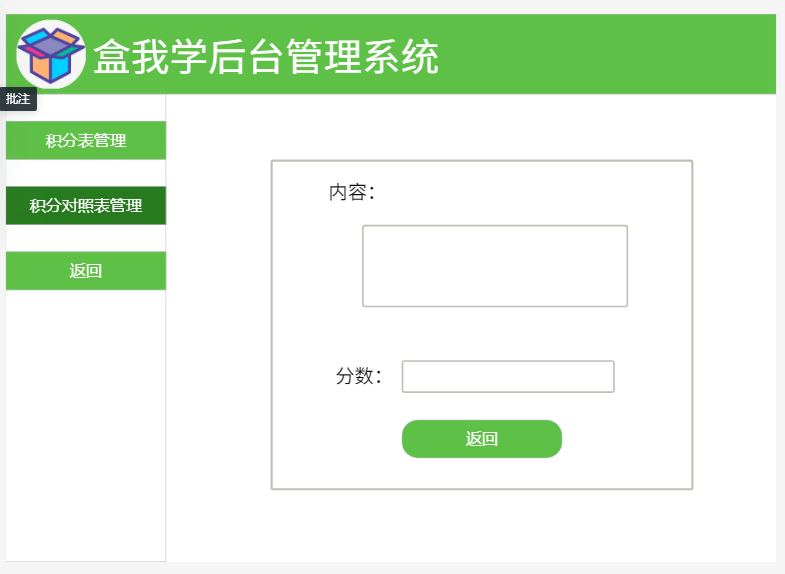 盒我学后台管理系统
批注
积分表管理
积分对照表管理
返回
内容：
分数：
返回